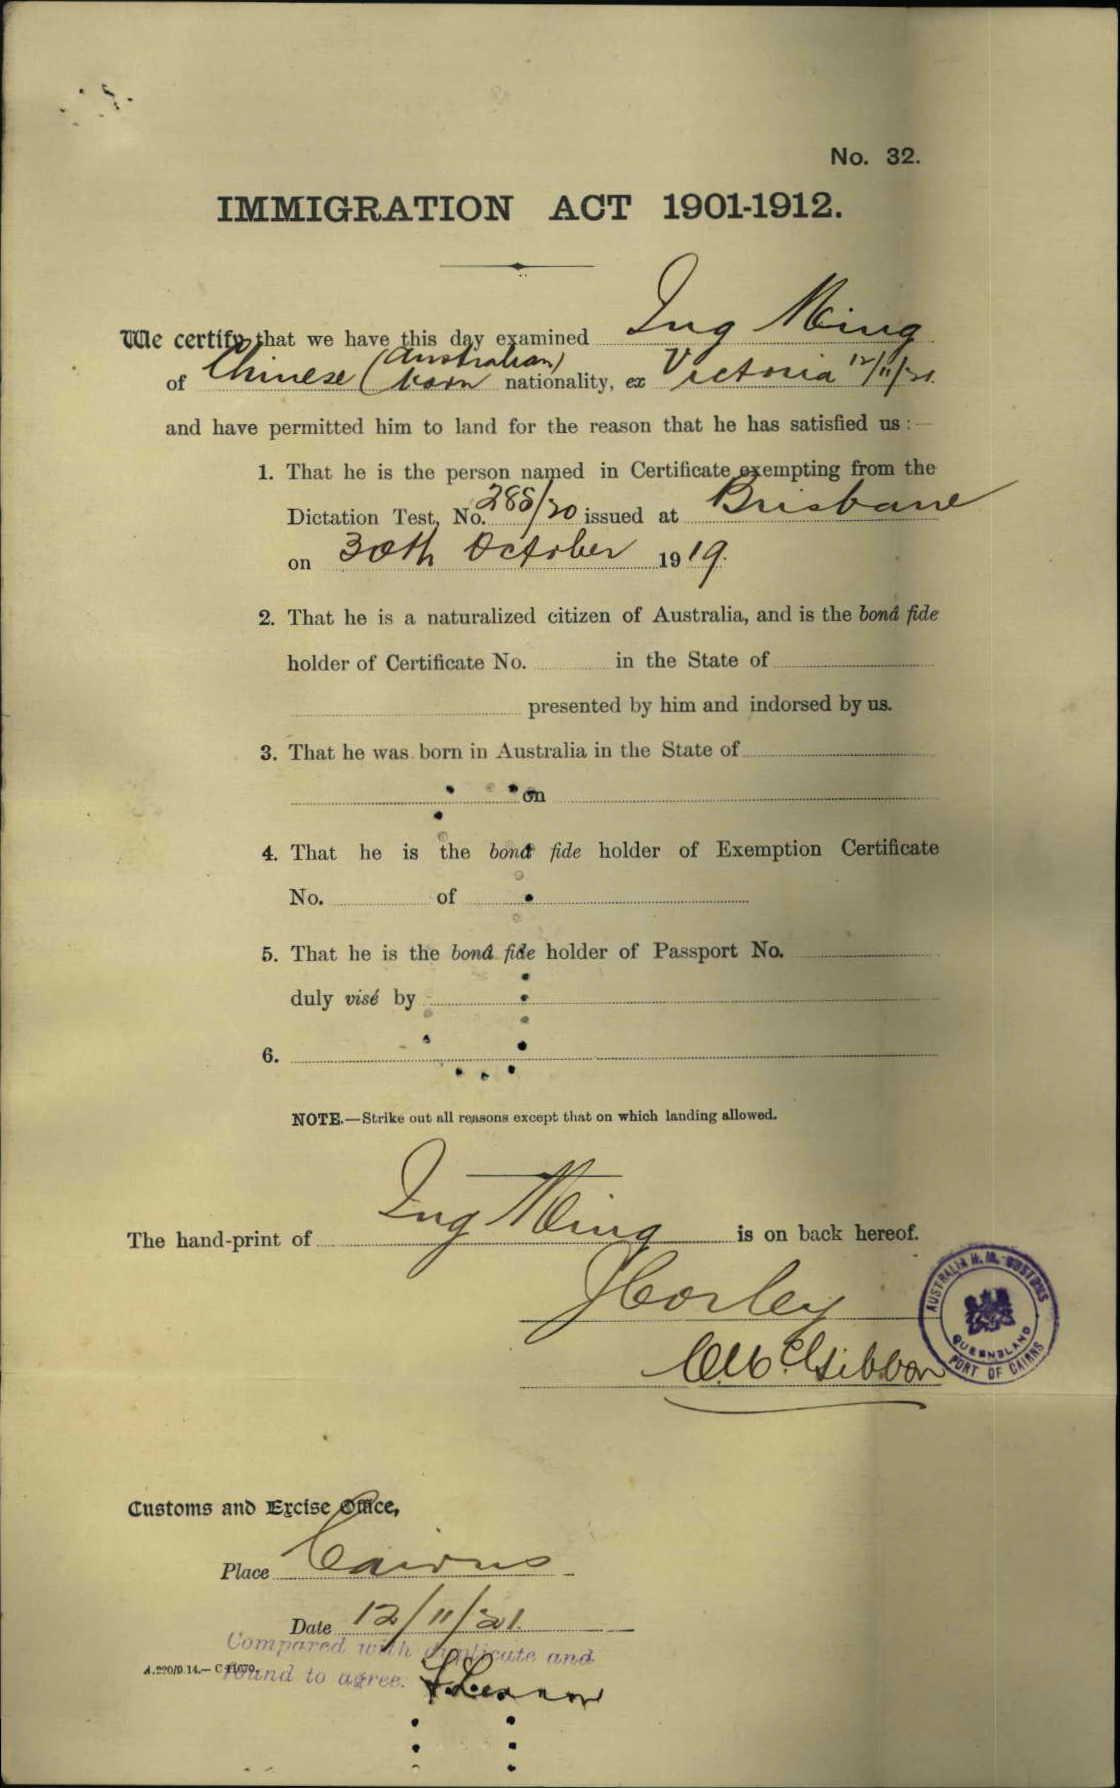 No. 32.
IMMIGRATION ACT 1901-1912.
We certify that we have this day examined Ing Ming
of Chinese (Australian born) nationality, ex Victoria 12/11/21.
and have permitted him to land for the reason that he has satisfied us :—
1. That he is the person named in Certificate exempting from the
Dictation Test, No. 285/20 issued at Brisbane
on 30th October 1919.
2. That he is a naturalized citizen of Australia, and is the bonâ fide
holder of Certificate No. in the State of
presented by him and indorsed by us.
3. That he was born in Australia in the State of
on
4. That he is the bonâ fide holder of Exemption Certificate
No. of
5. That he is the bonâ fide holder of Passport No.
duly visé by
6.
NOTE.—Strike out all reasons except that on which landing allowed.
The hand-print of Ing Ming is on back hereof.
AUSTRALIA H. M. CUSTOMS
QUEENSLAND
PORT OF CAIRNS
McGibbon
Customs and Excise Office,
Place Cairns
Date 12/11/21.
Compared with duplicate and
found to agree.